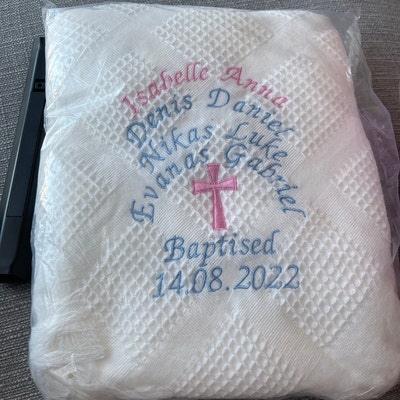 Isabelle Anna
Denis Daniel
Nikas Luke
Evanas Gabriel
Baptised
14.08.2022